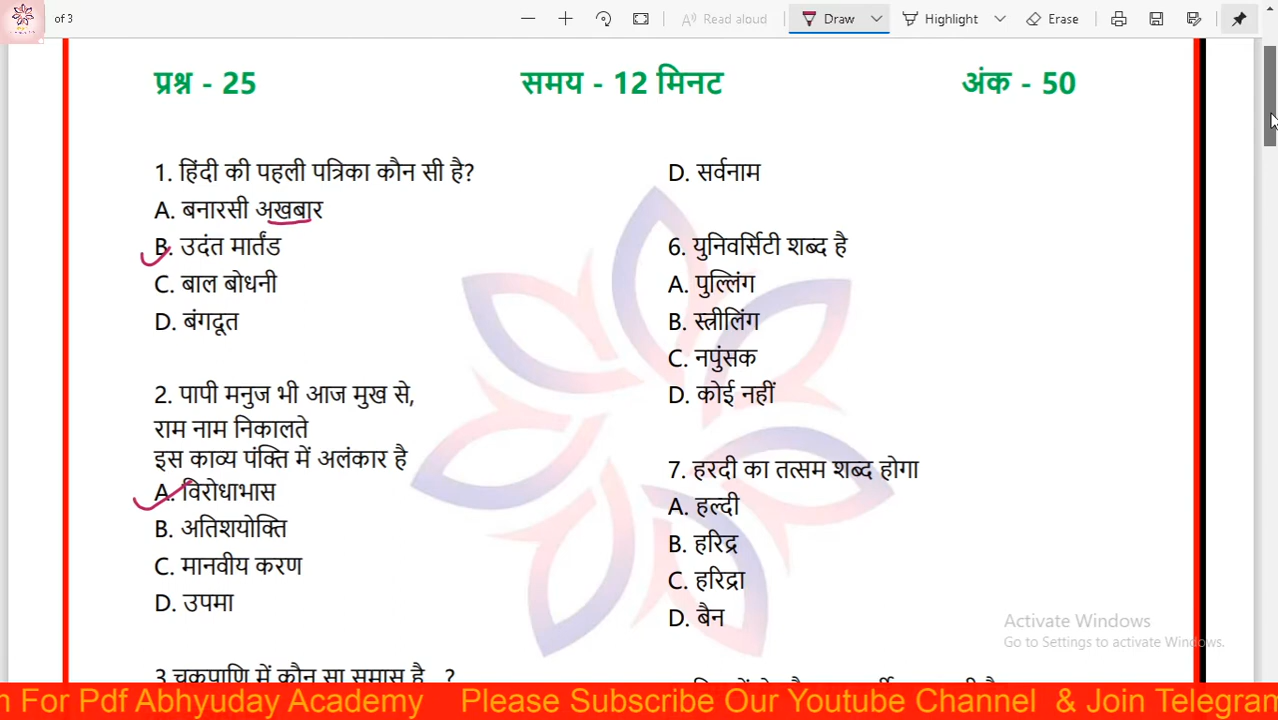 of 3
Read aloud
Draw
Highlight
Erase
प्रश्न - 25
समय - 12 मिनट
अंक - 50
1. हिंदी की पहली पत्रिका कौन सी है?
A. बनारसी अखबार
B. उदंत मार्तंड
C. बाल बोधनी
D. बंगदूत
2. पापी मनुज भी आज मुख से,
राम नाम निकालते
इस काव्य पंक्ति में अलंकार है
A. विरोधाभास
B. अतिशयोक्ति
C. मानवीय करण
D. उपमा
3 चक्रपाणि में कौन सा समास है ?
D. सर्वनाम
6. युनिवर्सिटी शब्द है
A. पुल्लिंग
B. स्त्रीलिंग
C. नपुंसक
D. कोई नहीं
7. हरदी का तत्सम शब्द होगा
A. हल्दी
B. हरिद्र
C. हरिद्रा
D. बैन
Activate Windows
Go to Settings to activate Windows.
For Pdf Abhyuday Academy Please Subscribe Our Youtube Channel & Join Telegran